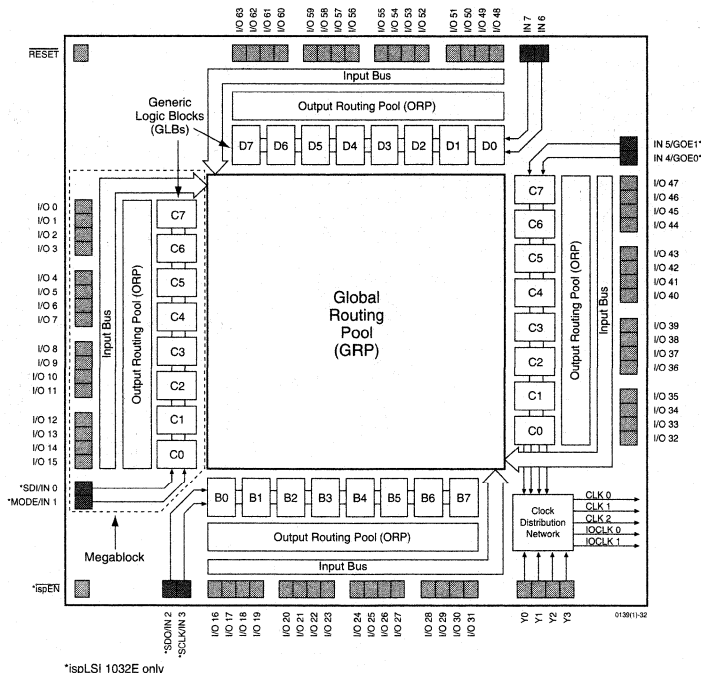 I/O 63
I/O 62
I/O 61
I/O 60
I/O 59
I/O 58
I/O 57
I/O 56
I/O 55
I/O 54
I/O 53
I/O 52
I/O 51
I/O 50
I/O 49
I/O 48
IN 7
IN 6
RESET
Input Bus
Output Routing Pool (ORP)
Generic
Logic Blocks
(GLBs)
D7
D6
D5
D4
D3
D2
D1
D0
IN 5/GOE1*
IN 4/GOE0*
I/O 0
I/O 1
I/O 2
I/O 3
I/O 4
I/O 5
I/O 6
I/O 7
I/O 8
I/O 9
I/O 10
I/O 11
I/O 12
I/O 13
I/O 14
I/O 15
*SDI/IN 0
*MODE/IN 1
Input Bus
Output Routing Pool (ORP)
C7
C6
C5
C4
C3
C2
C1
C0
Global
Routing
Pool
(GRP)
C7
C6
C5
C4
C3
C2
C1
C0
Output Routing Pool (ORP)
Input Bus
I/O 47
I/O 46
I/O 45
I/O 44
I/O 43
I/O 42
I/O 41
I/O 40
I/O 39
I/O 38
I/O 37
I/O 36
I/O 35
I/O 34
I/O 33
I/O 32
Megablock
B0
B1
B2
B3
B4
B5
B6
B7
Output Routing Pool (ORP)
Input Bus
Clock
Distribution
Network
CLK 0
CLK 1
CLK 2
IOCLK 0
IOCLK 1
*ispEN
*SDO/IN 2
*SCLK/IN 3
I/O 16
I/O 17
I/O 18
I/O 19
I/O 20
I/O 21
I/O 22
I/O 23
I/O 24
I/O 25
I/O 26
I/O 27
I/O 28
I/O 29
I/O 30
I/O 31
Y0
Y1
Y2
Y3
0139(1)-32
*ispLSI 1032E only